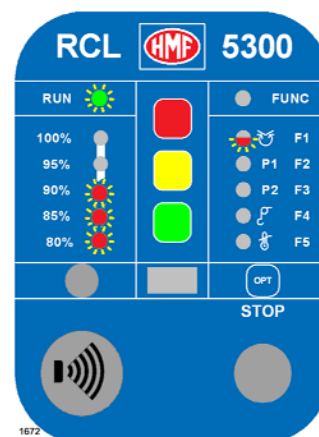 RCL HMF 5300
RUN FUNC
100% F1
95% P1 F2
90% P2 F3
85% F4
80% F5
OPT
STOP
1672